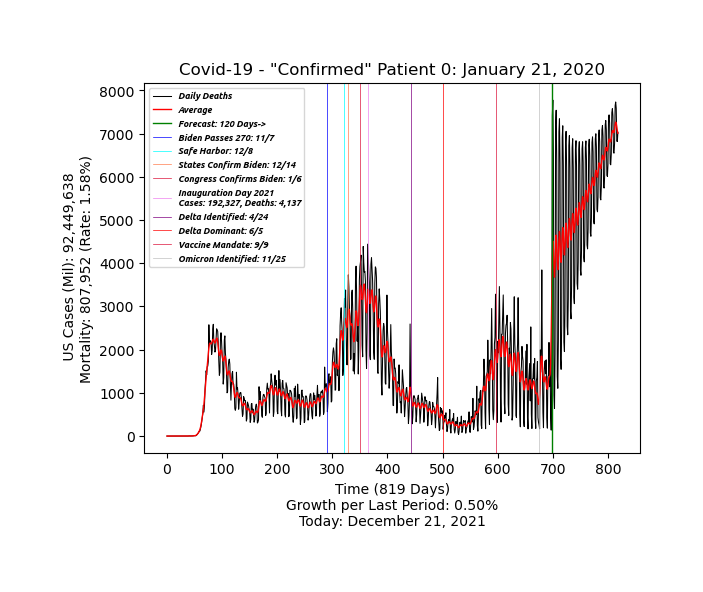 Covid-19 - "Confirmed" Patient 0: January 21, 2020
8000
7000
6000
5000
4000
3000
2000
1000
0
US Cases (Mil): 92,449,638
Mortality: 807,952 (Rate: 1.58%)
Daily Deaths
Average
Forecast: 120 Days->
Biden Passes 270: 11/7
Safe Harbor: 12/8
States Confirm Biden: 12/14
Congress Confirms Biden: 1/6
Inauguration Day 2021
Cases: 192,327, Deaths: 4,137
Delta Identified: 4/24
Delta Dominant: 6/5
Vaccine Mandate: 9/9
Omicron Identified: 11/25
0 100 200 300 400 500 600 700 800
Time (819 Days)
Growth per Last Period: 0.50%
Today: December 21, 2021